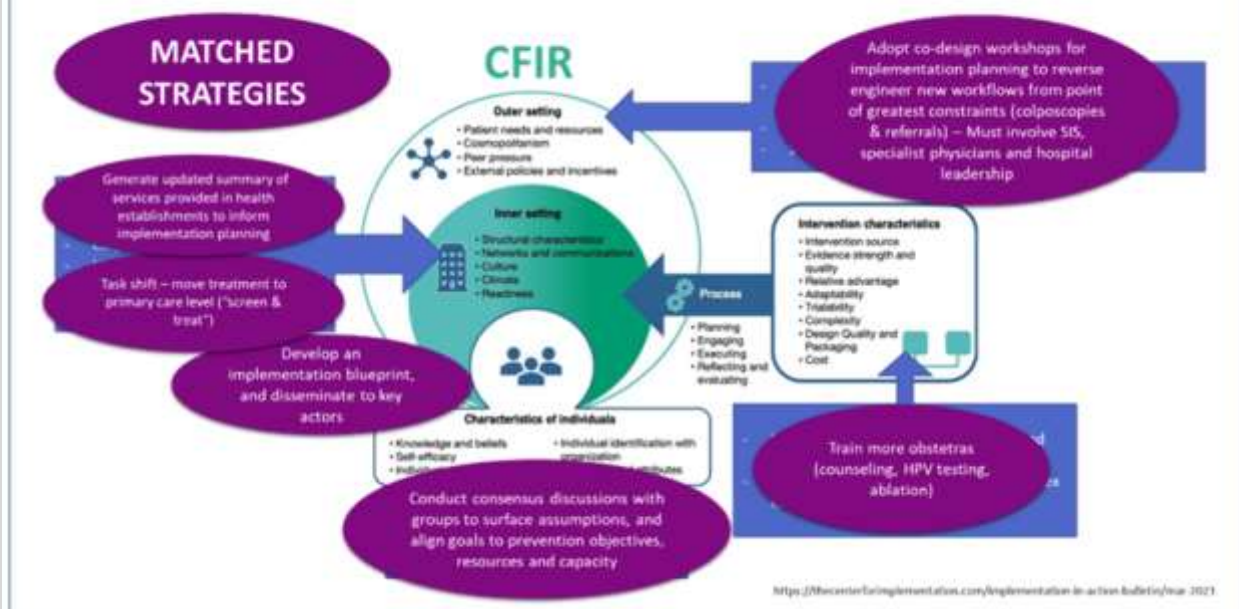 MATCHED
STRATEGIES
CFIR
Outer setting
• Patient needs and resources
• Cosmopolitanism
• Peer pressure
• External policies and incentives
Adopt co-design workshops for
implementation planning to reverse
engineer new workflows from point
of greatest constraints (colposcopies
& referrals) – Must involve SIS,
specialist physicians and hospital
leadership
Generate updated summary of
services provided in health
establishments to inform
implementation planning
Task shift – move treatment to
primary care level ("screen &
treat")
Develop an
implementation blueprint,
and disseminate to key
actors
Inner setting
• Structural characteristics
• Networks and communications
• Culture
• Climate
• Readiness
Process
• Planning
• Engaging
• Executing
• Reflecting and
evaluating
Intervention characteristics
• Intervention source
• Evidence strength and
quality
• Relative advantage
• Adaptability
• Trialability
• Complexity
• Design Quality and
Packaging
• Cost
Characteristics of individuals
• Knowledge and beliefs
• Self-efficacy
• Individual identification with
organization
Conduct consensus discussions with
groups to surface assumptions, and
align goals to prevention objectives,
resources and capacity
Train more obstetras
(counseling, HPV testing,
ablation)
https://thecenterforimplementation.com/implementation-in-action-bulletin/mar-2021